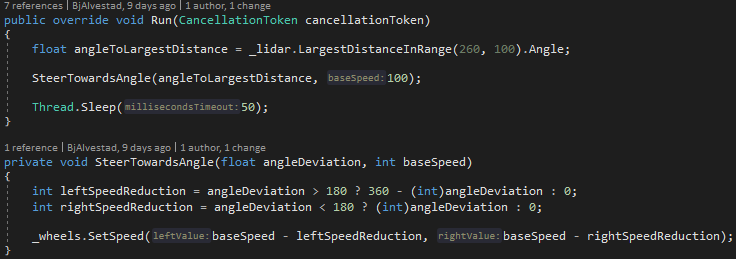 7 references | BjAlvestad, 9 days ago | 1 author, 1 change
public override void Run(CancellationToken cancellationToken)
{
float angleToLargestDistance = _lidar.LargestDistanceInRange(260, 100).Angle;
SteerTowardsAngle(angleToLargestDistance, baseSpeed:100);
Thread.Sleep(millisecondsTimeout:50);
}
1 reference | BjAlvestad, 9 days ago | 1 author, 1 change
private void SteerTowardsAngle(float angleDeviation, int baseSpeed)
{
int leftSpeedReduction = angleDeviation > 180 ? 360 - (int)angleDeviation : 0;
int rightSpeedReduction = angleDeviation < 180 ? (int)angleDeviation : 0;
_wheels.SetSpeed(leftValue:baseSpeed - leftSpeedReduction, rightValue:baseSpeed - rightSpeedReduction);
}